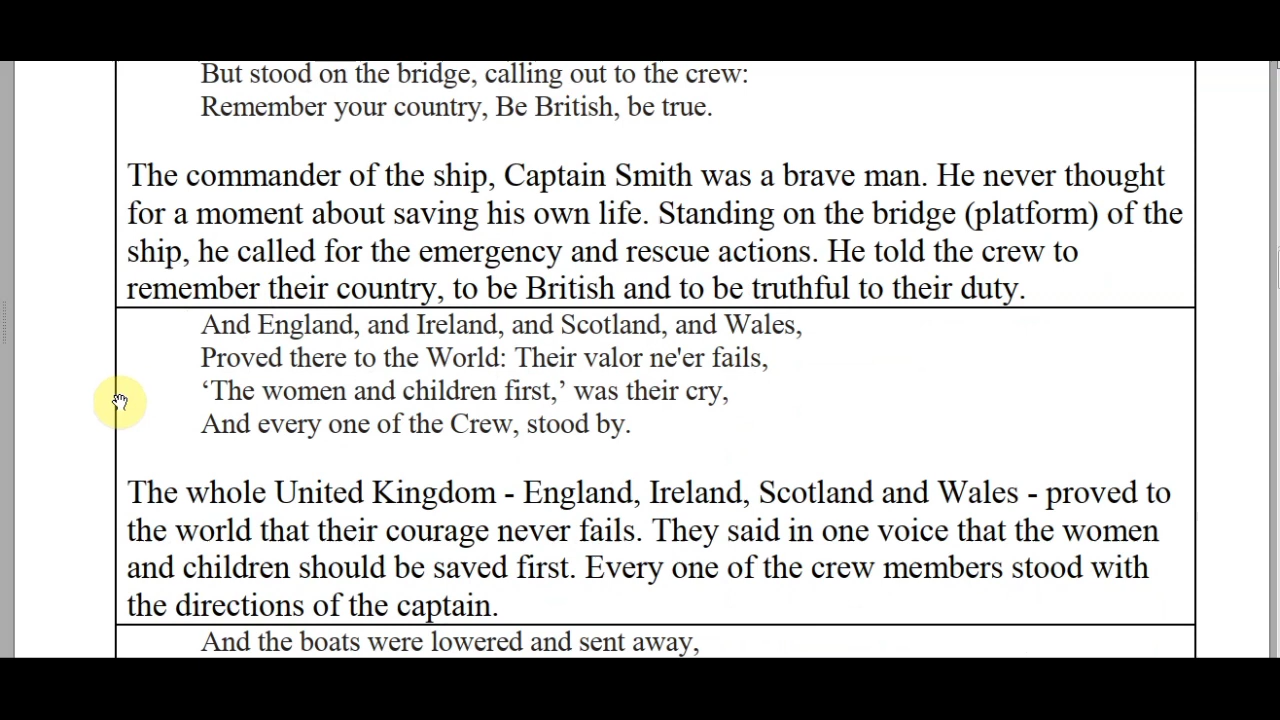 But stood on the bridge, calling out to the crew:
Remember your country, Be British, be true.
The commander of the ship, Captain Smith was a brave man. He never thought
for a moment about saving his own life. Standing on the bridge (platform) of the
ship, he called for the emergency and rescue actions. He told the crew to
remember their country, to be British and to be truthful to their duty.
And England, and Ireland, and Scotland, and Wales,
Proved there to the World: Their valor ne'er fails,
‘The women and children first,’ was their cry,
And every one of the Crew, stood by.
The whole United Kingdom - England, Ireland, Scotland and Wales - proved to
the world that their courage never fails. They said in one voice that the women
and children should be saved first. Every one of the crew members stood with
the directions of the captain.
And the boats were lowered and sent away,